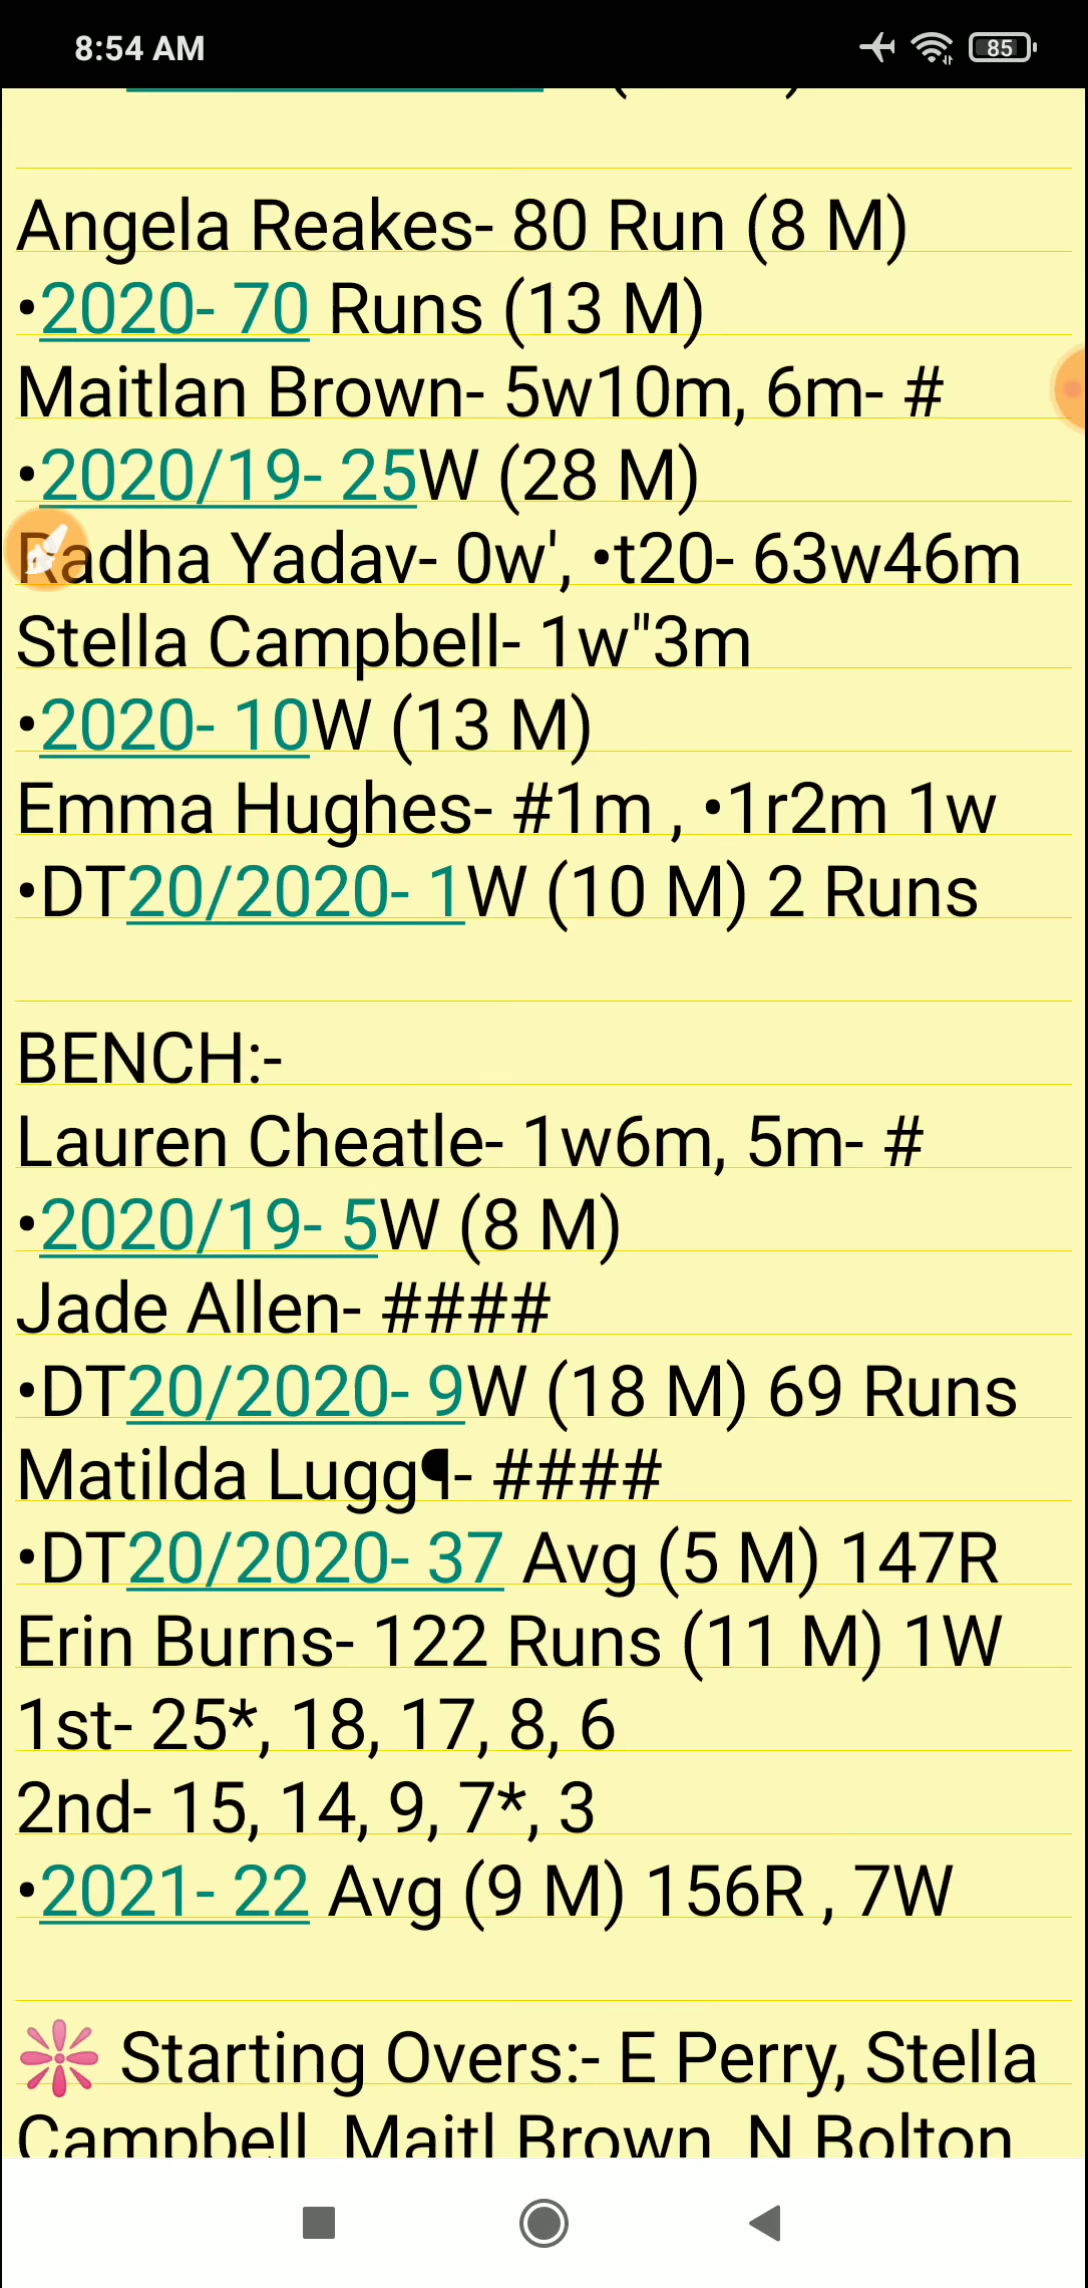 8:54 AM
85
Angela Reakes- 80 Run (8 M)
•2020- 70 Runs (13 M)
Maitlan Brown- 5w10m, 6m- #
•2020/19- 25W (28 M)
Radha Yadav- 0w', •t20- 63w46m
Stella Campbell- 1w"3m
•2020- 10W (13 M)
Emma Hughes- #1m , •1r2m 1w
•DT20/2020- 1W (10 M) 2 Runs
BENCH:-
Lauren Cheatle- 1w6m, 5m- #
•2020/19- 5W (8 M)
Jade Allen- ####
•DT20/2020- 9W (18 M) 69 Runs
Matilda Lugg¶- ####
•DT20/2020- 37 Avg (5 M) 147R
Erin Burns- 122 Runs (11 M) 1W
1st- 25*, 18, 17, 8, 6
2nd- 15, 14, 9, 7*, 3
•2021- 22 Avg (9 M) 156R , 7W
Starting Overs:- E Perry, Stella
Campbell, Maitl Brown, N Bolton